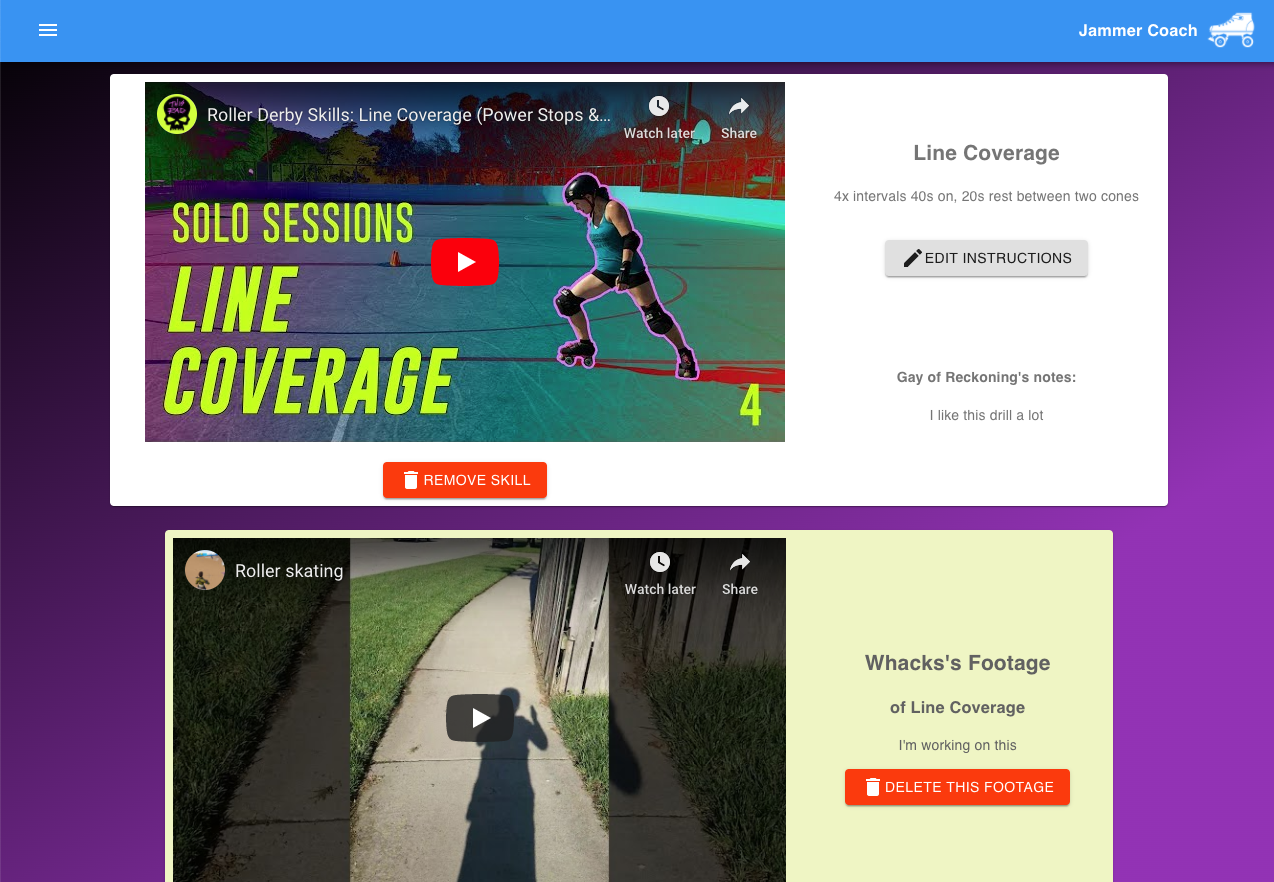 Jammer Coach
Roller Derby Skills: Line Coverage (Power Stops &...
Watch later
Share
SOLO SESSIONS
LINE
COVERAGE
4
Line Coverage
4x intervals 40s on, 20s rest between two cones
EDIT INSTRUCTIONS
Gay of Reckoning's notes:
I like this drill a lot
REMOVE SKILL
Roller skating
Watch later
Share
Whacks's Footage
of Line Coverage
I'm working on this
DELETE THIS FOOTAGE